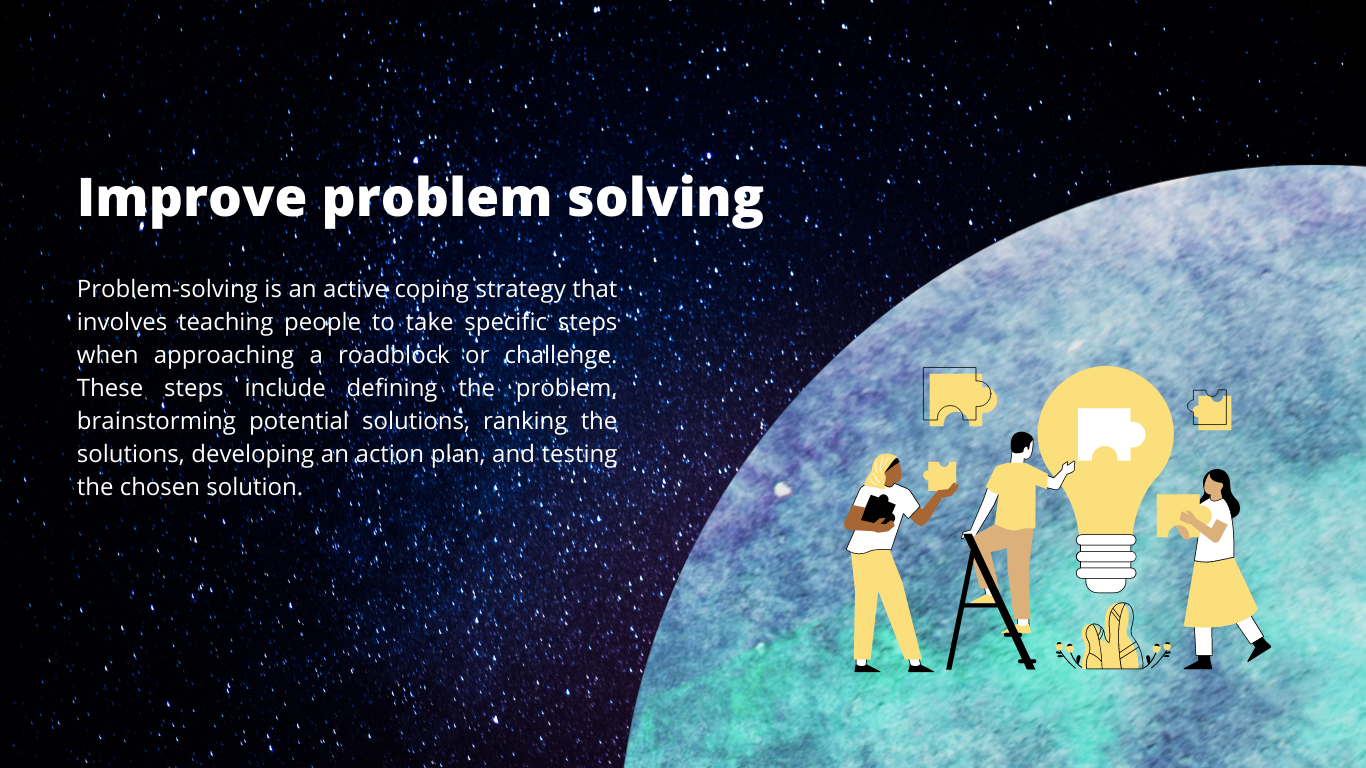 Improve problem solving
Problem-solving is an active coping strategy that
involves teaching people to take specific steps
when approaching a roadblock or challenge.
These steps include defining the problem,
brainstorming potential solutions, ranking the
solutions, developing an action plan, and testing
the chosen solution.